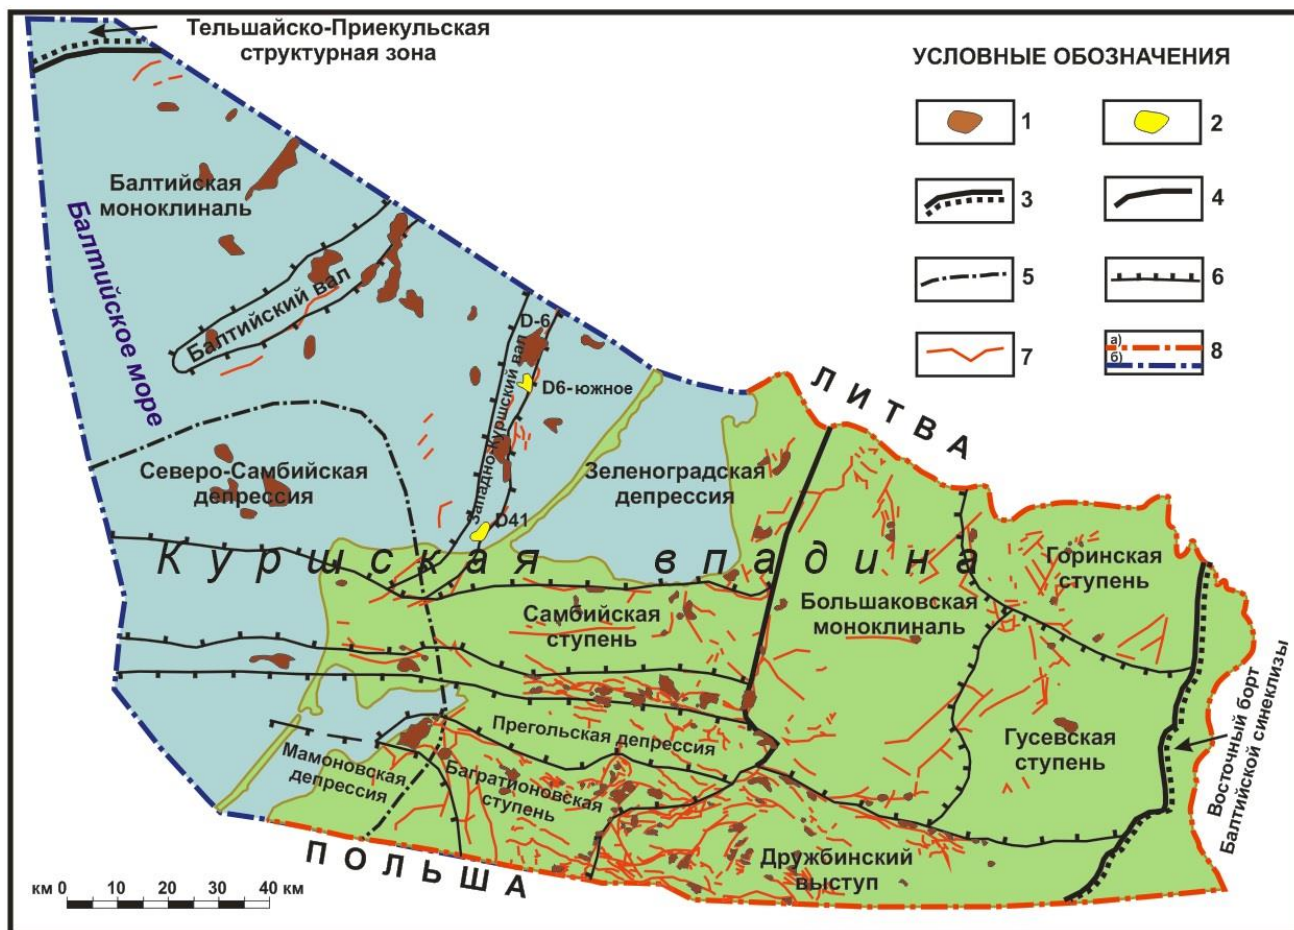 Тельшайско-Приекульская
структурная зона
УСЛОВНЫЕ ОБОЗНАЧЕНИЯ
1
2
3
4
5
6
7
а)
б)
8
Балтийская
моноклиналь
Балтийское море
Балтийский вал
D-6
Западно-Куршский вал
D6-южное
D41
Северо-Самбийская
депрессия
Зеленоградская
депрессия
ЛИТВА
Куршская впадина
Горинская
ступень
Самбийская
ступень
Большаковская
моноклиналь
Прегольская депрессия
Гусевская
ступень
Мамоновская
депрессия
Багратионовская
ступень
Дружбинский
выступ
Восточный борт
Балтийской синеклизы
ПОЛЬША
км 0 10 20 30 40 км